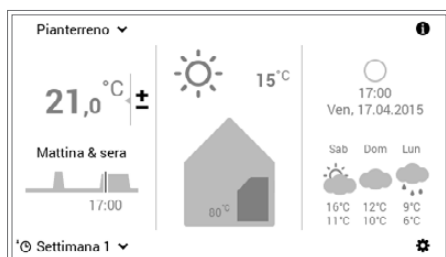 Pianterreno
21,0°C ±
Mattina & sera
17:00
Settimana 1
15°C
80°C
17:00
Ven, 17.04.2015
Sab Dom Lun
16°C 12°C 9°C
11°C 10°C 6°C